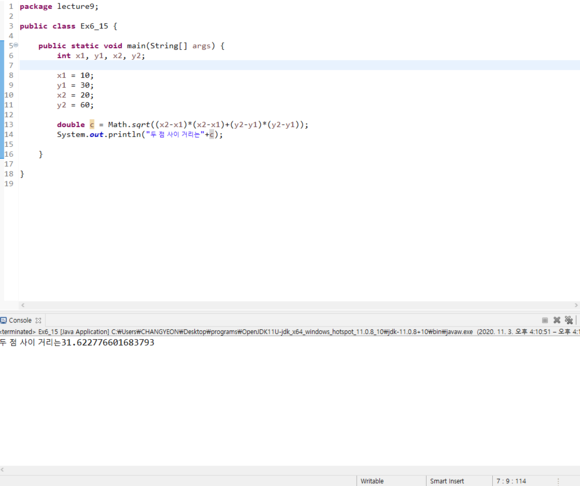 1 package lecture9;
2
3 public class Ex6_15 {
4
5 public static void main(String[] args) {
6 int x1, y1, x2, y2;
7
8 x1 = 10;
9 y1 = 30;
10 x2 = 20;
11 y2 = 60;
12
13 double c = Math.sqrt((x2-x1)*(x2-x1)+(y2-y1)*(y2-y1));
14 System.out.println("두 점 사이 거리는"+c);
15
16 }
17
18 }
19
Console
<terminated> Ex6_15 [Java Application] C:₩Users₩CHANGYEON₩Desktop₩programs₩OpenJDK11U-jdk_x64_windows_hotspot_11.0.8_10₩jdk-11.0.8+10₩bin₩javaw.exe (2020. 11. 3. 오후 4:10:51 – 오후 4:1
두 점 사이 거리는31.622776601683793
Writable Smart Insert 7 : 9 : 114